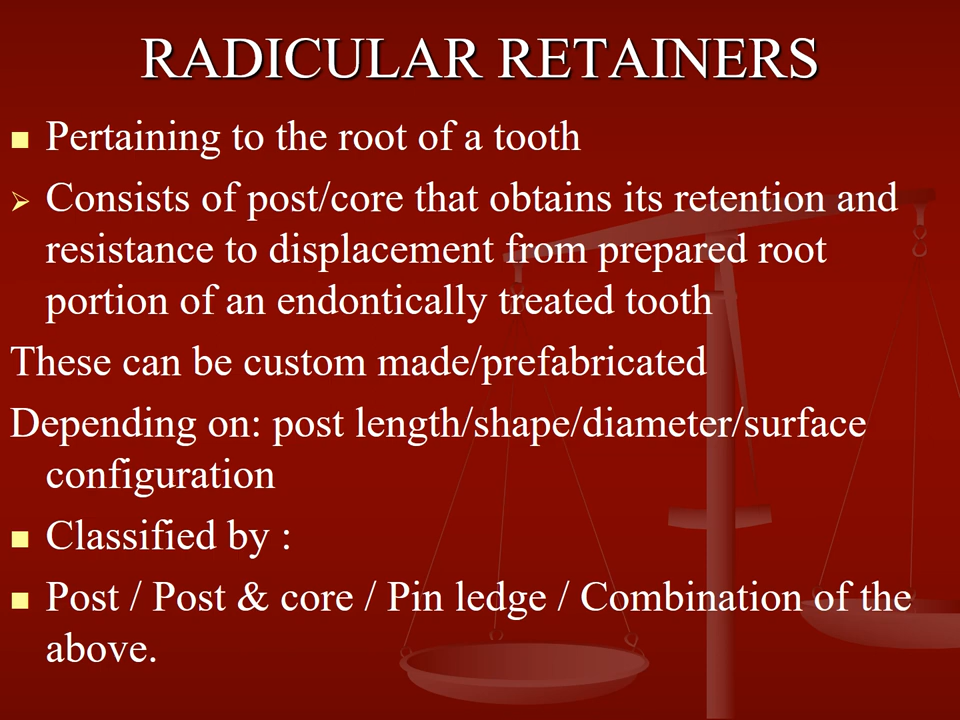 RADICULAR RETAINERS
Pertaining to the root of a tooth
Consists of post/core that obtains its retention and
resistance to displacement from prepared root
portion of an endontically treated tooth
These can be custom made/prefabricated
Depending on: post length/shape/diameter/surface
configuration
Classified by :
Post / Post & core / Pin ledge / Combination of the
above.